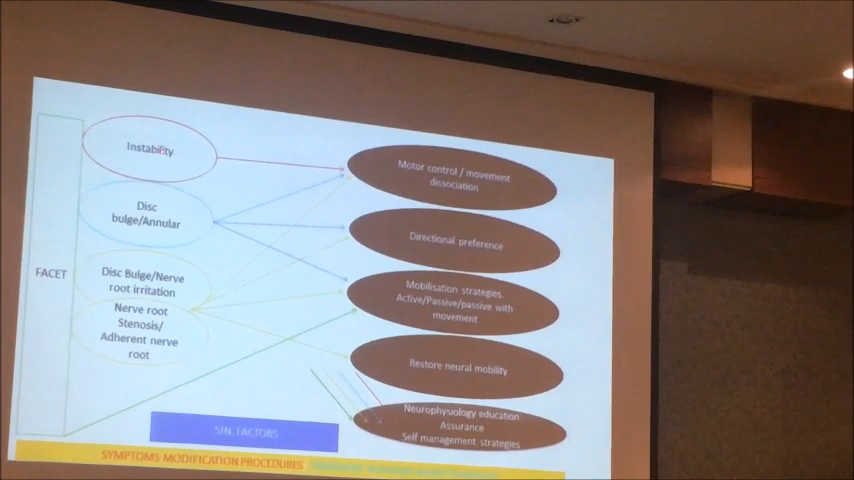 Instability
Disc
bulge/Annular
FACET
Disc Bulge/Nerve
root irritation
Nerve root
Stenosis/
Adherent nerve
root
Motor control / movement
dissociation
Directional preference
Mobilisation strategies.
Active/Passive/passive with
movement
Restore neural mobility
Neurophysiology education
Assurance
Self management strategies
SIN. FACTORS
SYMPTOMS MODIFICATION PROCEDURES